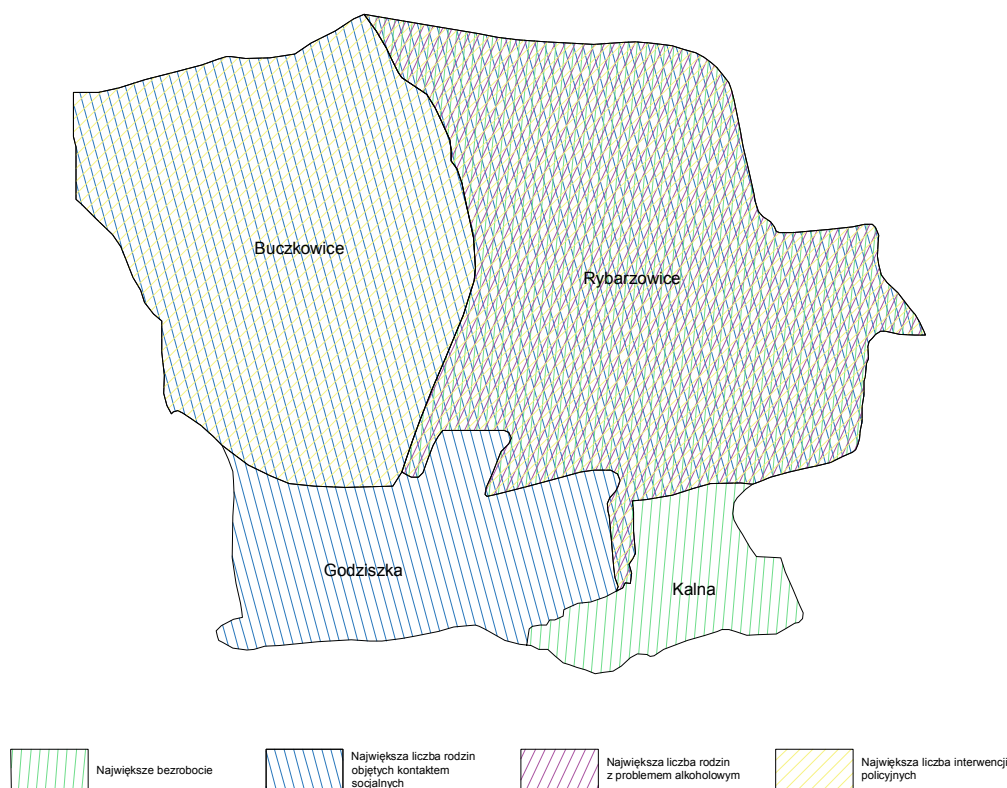 Buczkowice
Rybarzowice
Godziszka
Kalna
Największe bezrobocie
Największa liczba rodzin
objętych kontaktem
socjalnych
Największa liczba rodzin
z problemem alkoholowym
Największa liczba interwencji
policyjnych